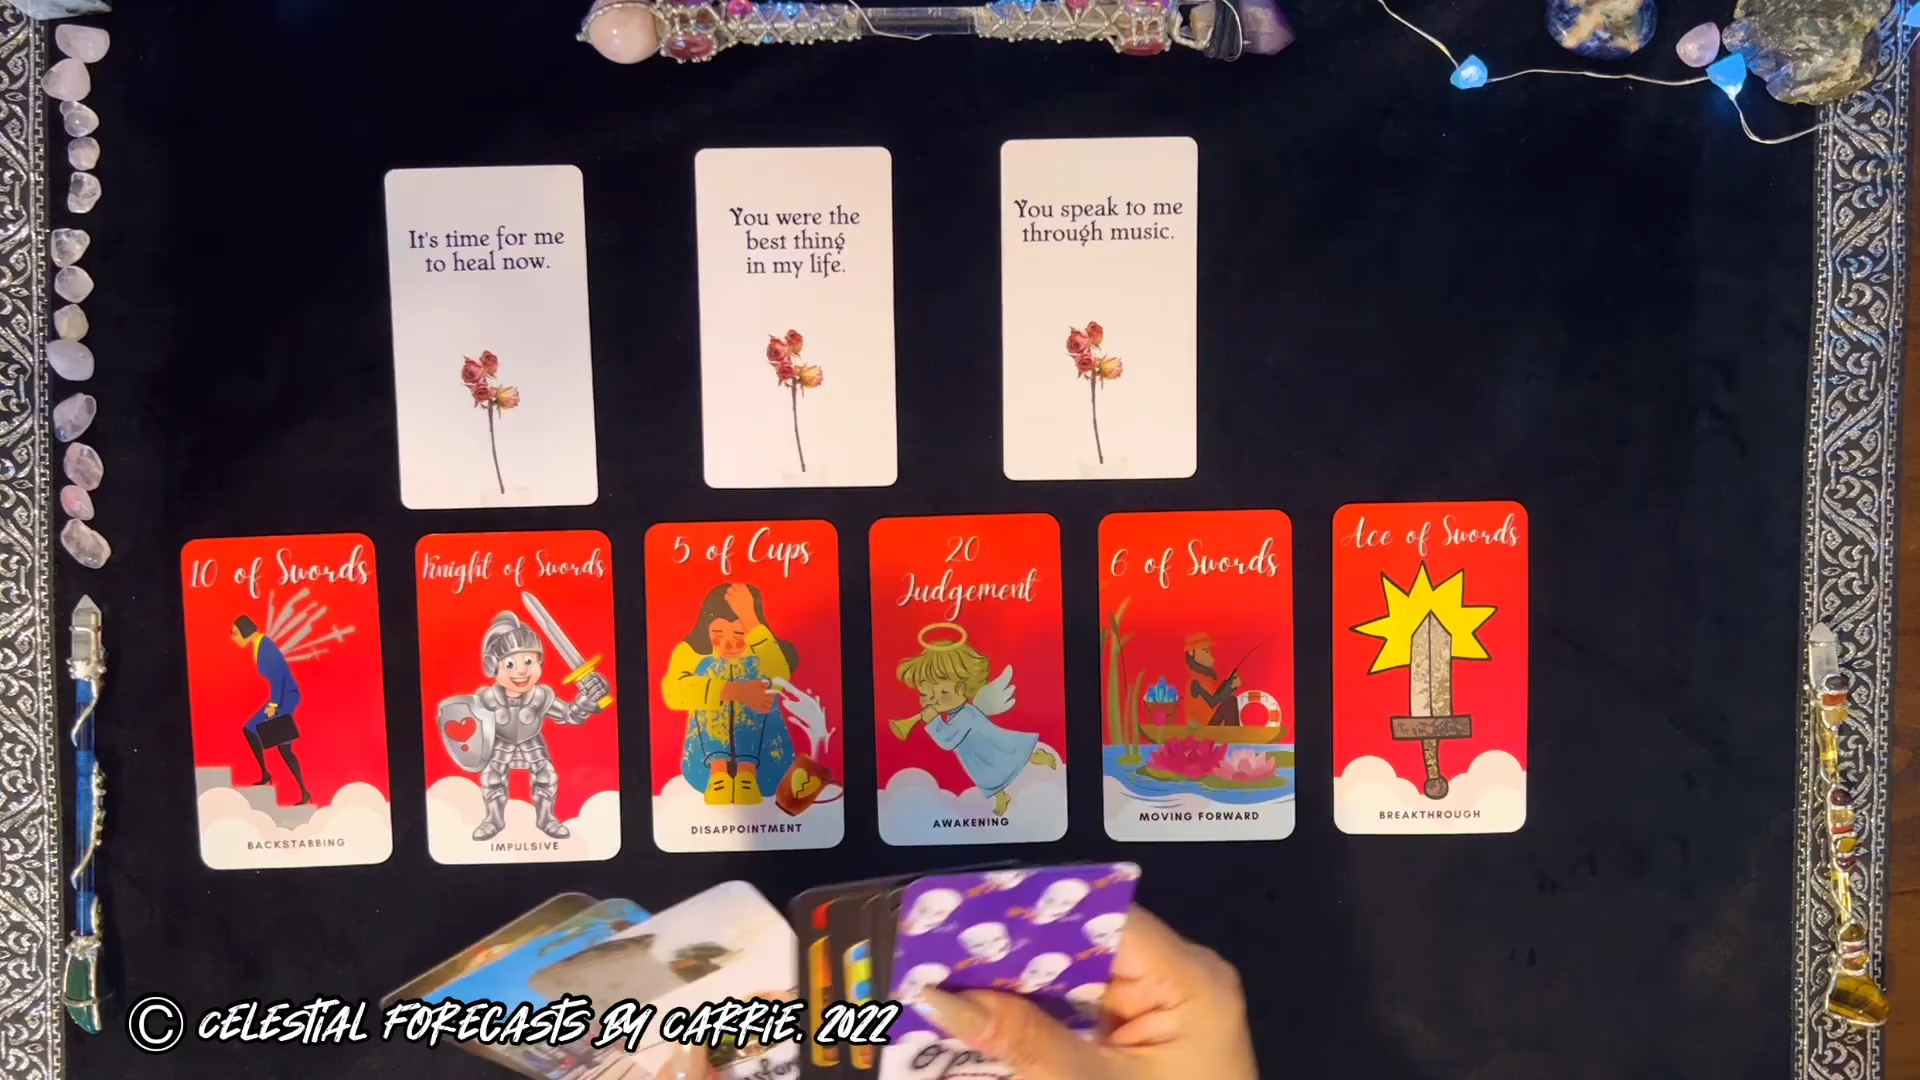 It's time for me
to heal now.
You were the
best thing
in my life.
You speak to me
through music.
10 of Swords
BACKSTABBING
Knight of Swords
IMPULSIVE
5 of Cups
DISAPPOINTMENT
20
Judgement
AWAKENING
6 of Swords
MOVING FORWARD
Ace of Swords
BREAKTHROUGH
© CELESTIAL FORECASTS BY CARRIE. 2022